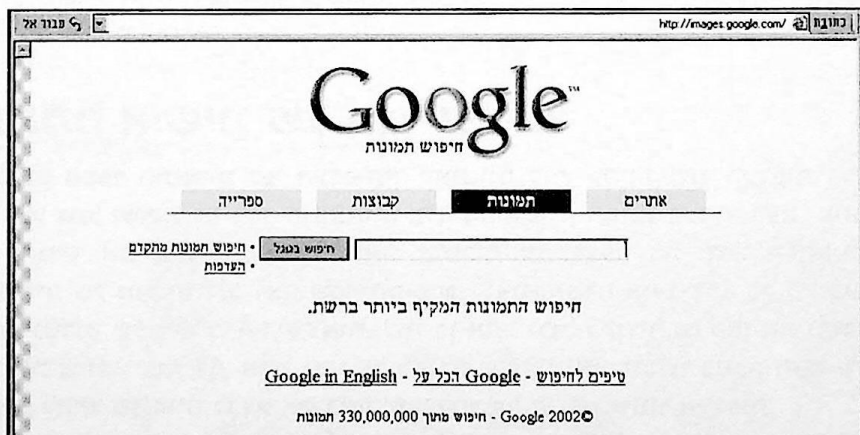 כתובת http://images.google.com/ עבור אל
Google™
חיפוש תמונות
אתרים תמונות קבוצות ספרייה
חיפוש בגוגל • חיפוש תמונות מתקדם
• העדפות
חיפוש התמונות המקיף ביותר ברשת.
טיפים לחיפוש - הכל על Google - Google in English
©2002 Google - חיפוש מתוך 330,000,000 תמונות